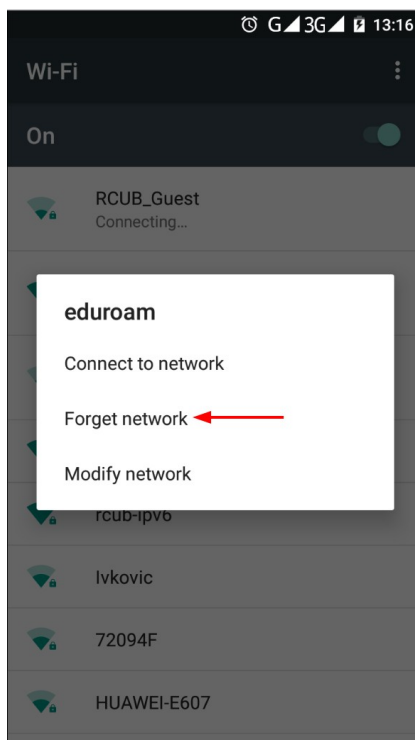 G 3G 13:16
Wi-Fi
On
RCUB_Guest
Connecting...
eduroam
Connect to network
Forget network
Modify network
rcub-ipv6
Ivkovic
72094F
HUAWEI-E607